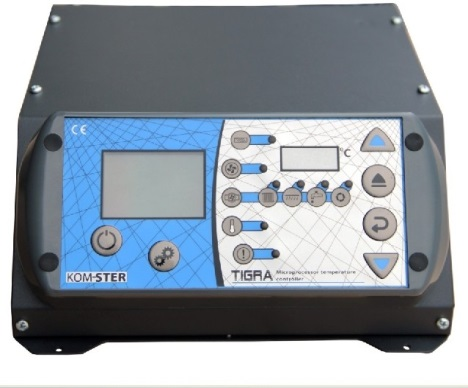 CE
°C
KOM-STER
TIGRA
Microprocessor temperature
controller